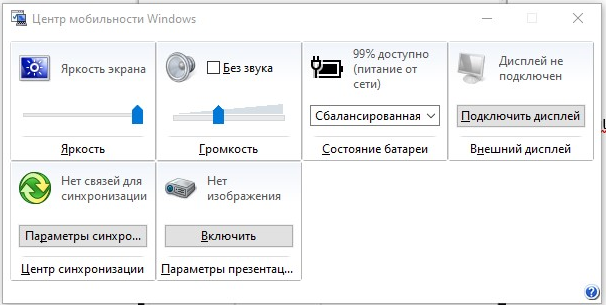 Центр мобильности Windows
Яркость экрана
Яркость
Без звука
Громкость
99% доступно
(питание от
сети)
Сбалансированная
Состояние батареи
Дисплей не
подключен
Подключить дисплей
Внешний дисплей
Нет связей для
синхронизации
Параметры синхро...
Центр синхронизации
Нет
изображения
Включить
Параметры презентац...
?